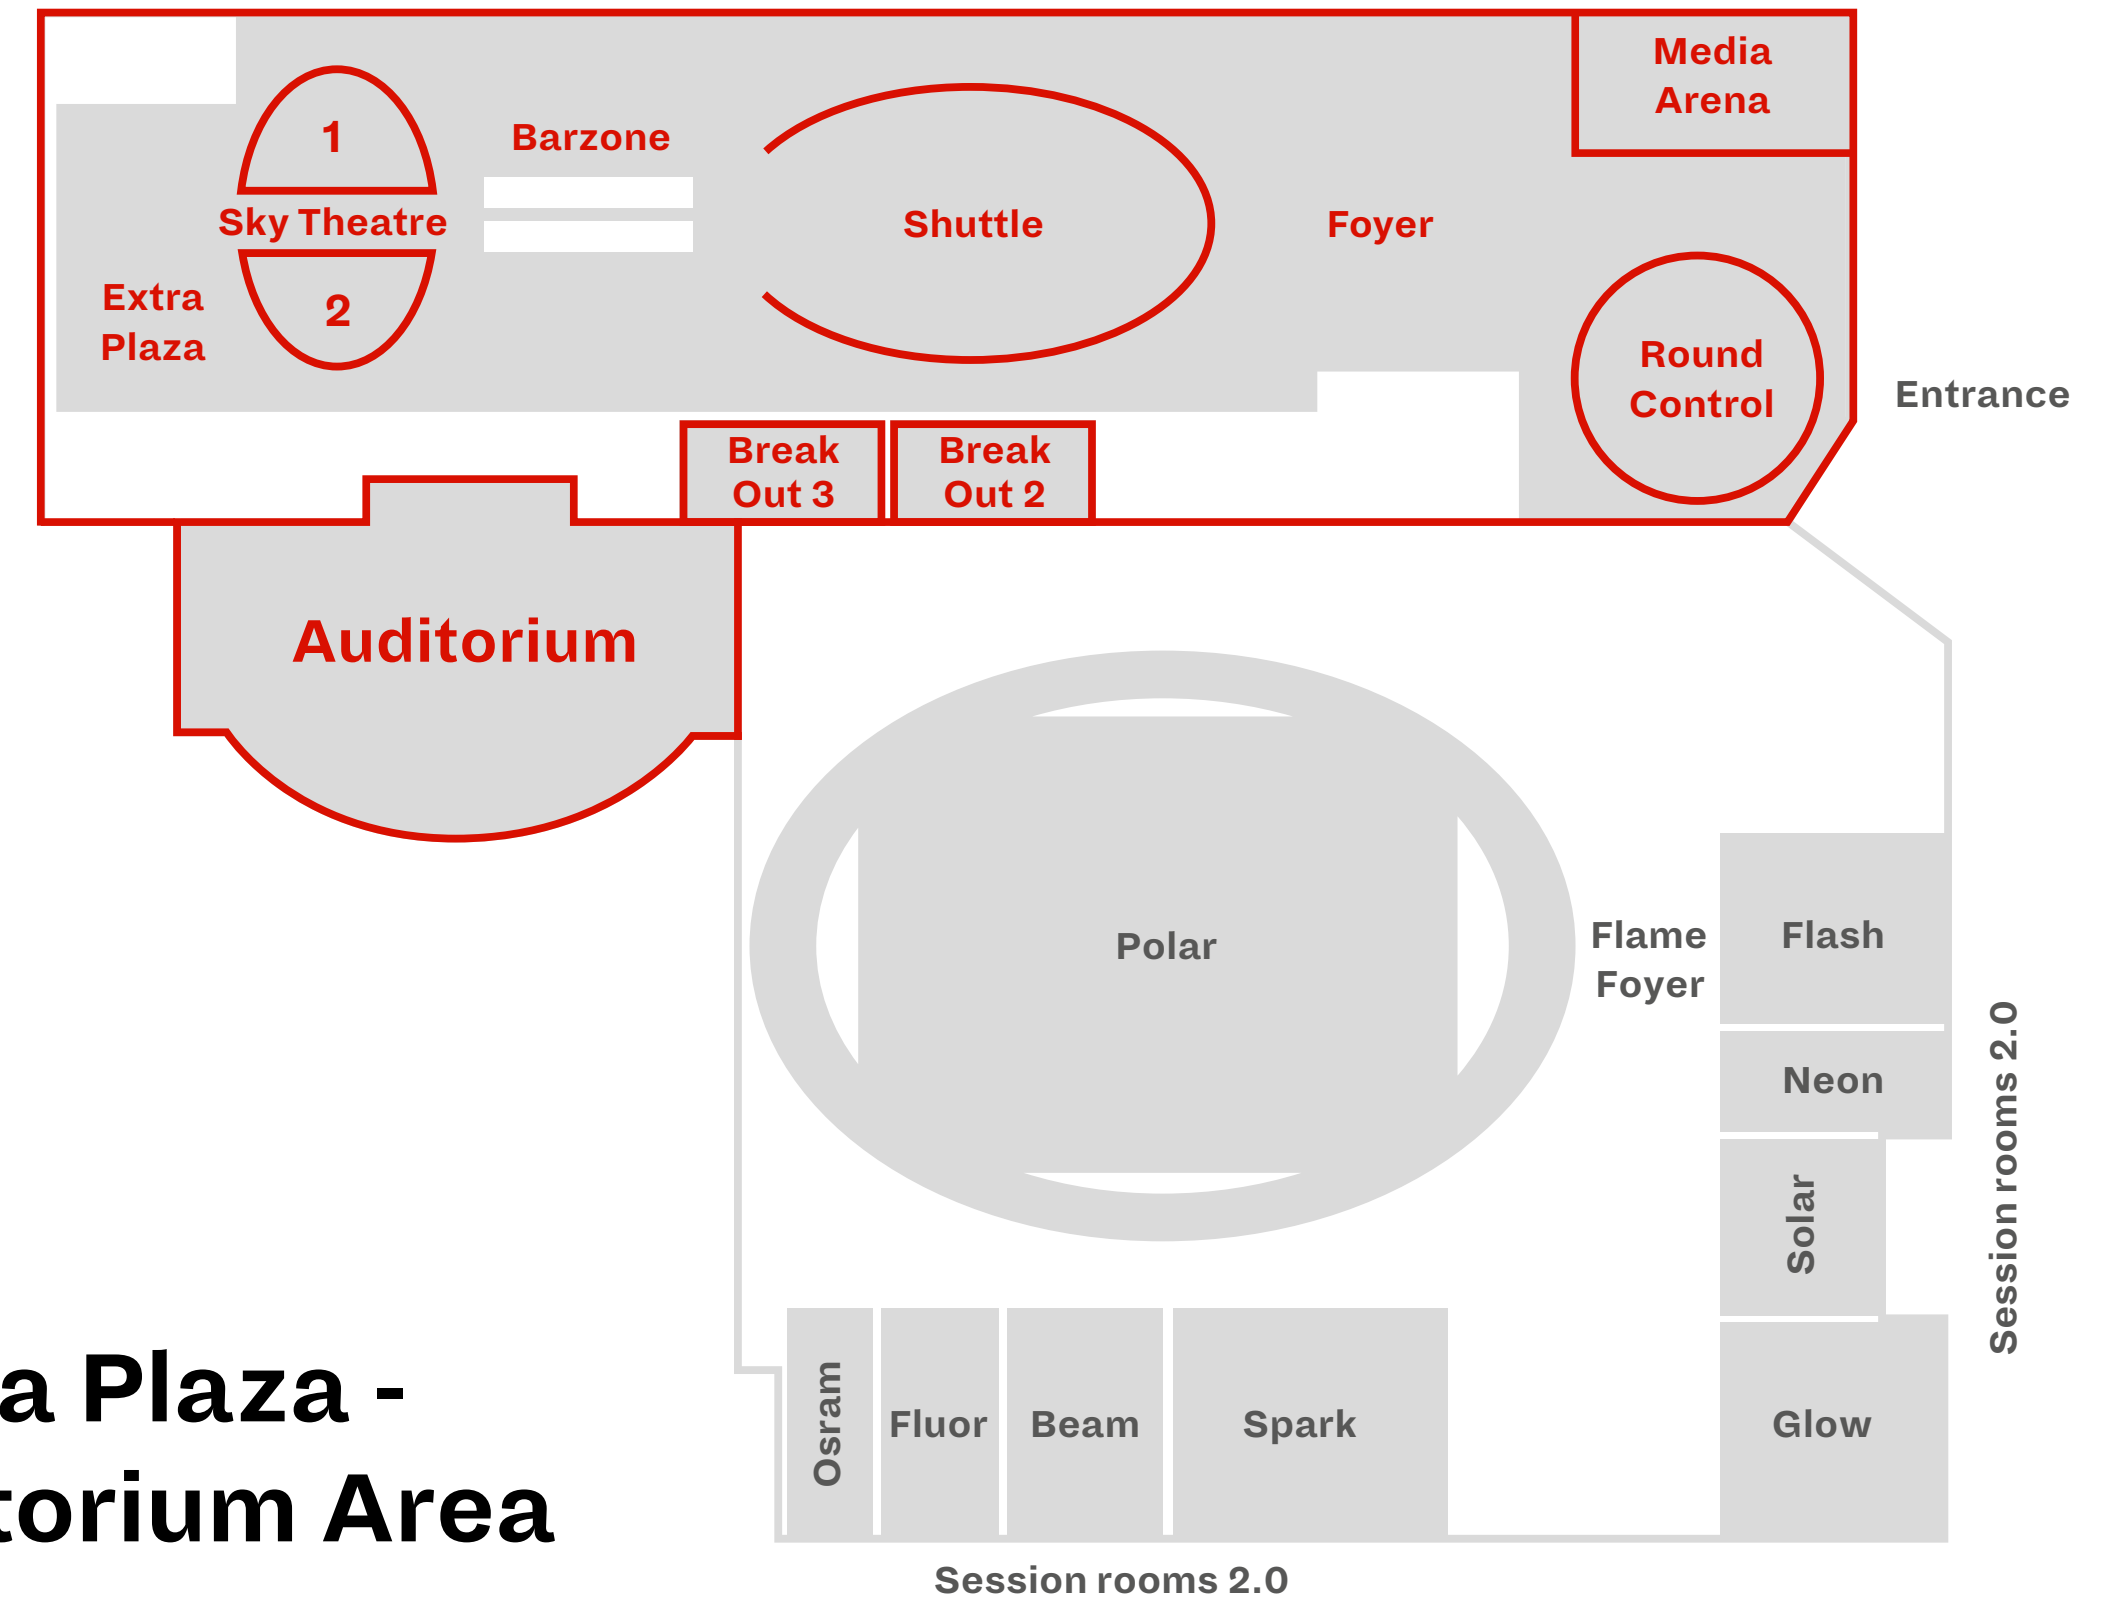 Media
Arena
1
Barzone
Sky Theatre
Shuttle
Foyer
Extra
Plaza
2
Round
Control
Entrance
Break
Out 3
Break
Out 2
Auditorium
Polar
Flame
Foyer
Flash
Neon
Solar
Session rooms 2.0
Glow
Osram
Fluor
Beam
Spark
a Plaza -
torium Area
Session rooms 2.0